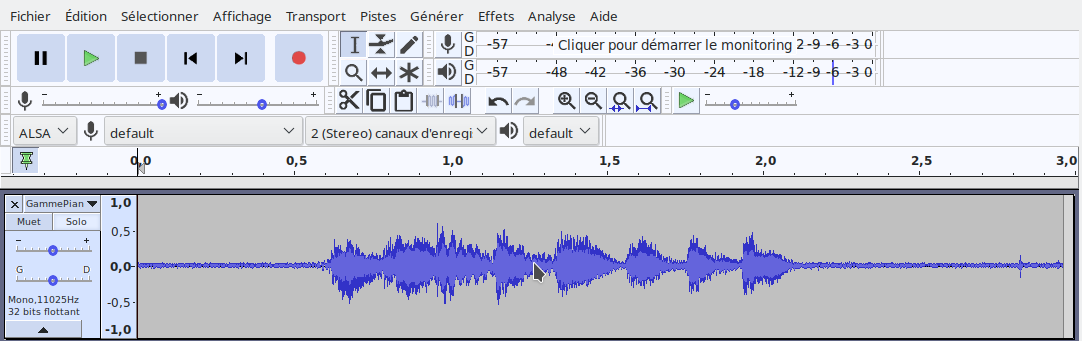 Fichier Édition Sélectionner Affichage Transport Pistes Générer Effets Analyse Aide
G D -57 -- Cliquer pour démarrer le monitoring 2 -9 -6 -3 0
G D -57 -48 -42 -36 -30 -24 -18 -12 -9 -6 -3 0
- + - + - +
ALSA default 2 (Stereo) canaux d'enregi default
0,0 0,5 1,0 1,5 2,0 2,5 3,0
GammePian
Muet Solo
- +
G D
Mono,11025Hz
32 bits flottant
1,0
0,5
0,0
-0,5
-1,0